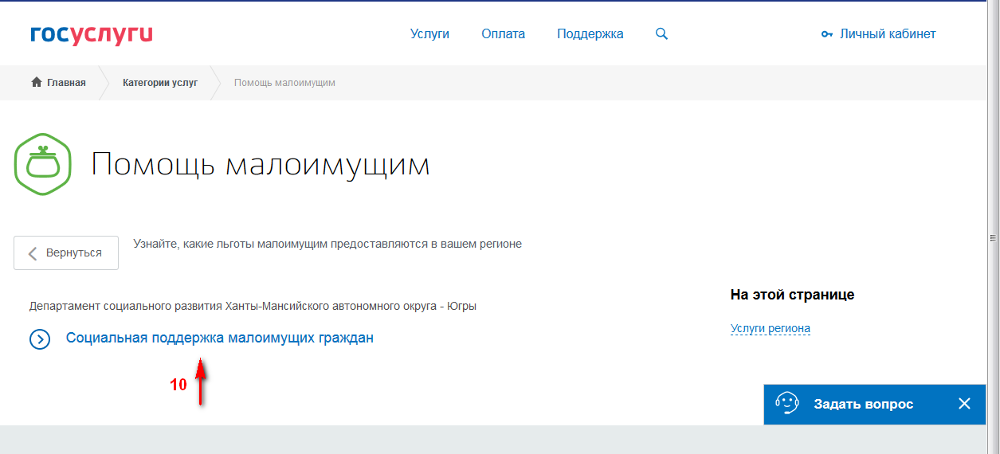 госуслуги
Услуги Оплата Поддержка Личный кабинет
Главная Категории услуг Помощь малоимущим
Помощь малоимущим
Вернуться
Узнайте, какие льготы малоимущим предоставляются в вашем регионе
Департамент социального развития Ханты-Мансийского автономного округа - Югры
Социальная поддержка малоимущих граждан
10
На этой странице
Услуги региона
Задать вопрос